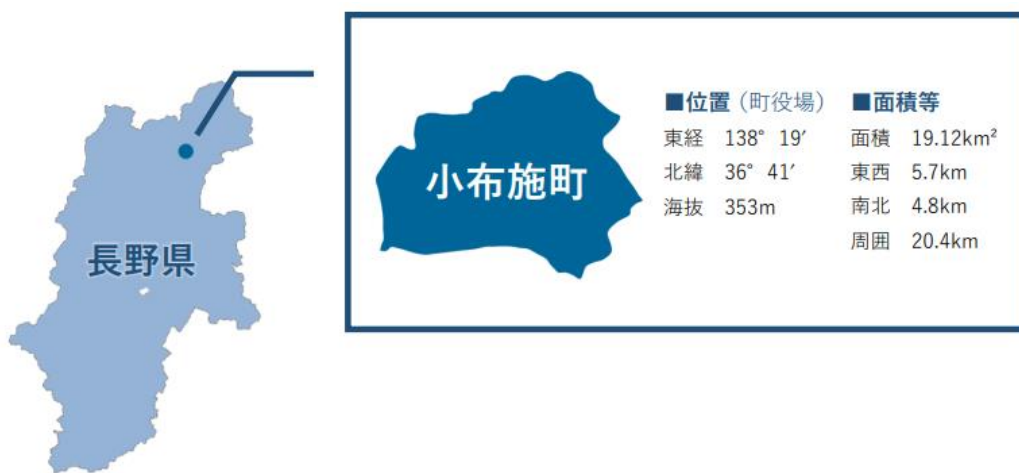 長野県
小布施町
■位置（町役場）
東経 138° 19′
北緯 36° 41′
海抜 353m
■面積等
面積 19.12km²
東西 5.7km
南北 4.8km
周囲 20.4km